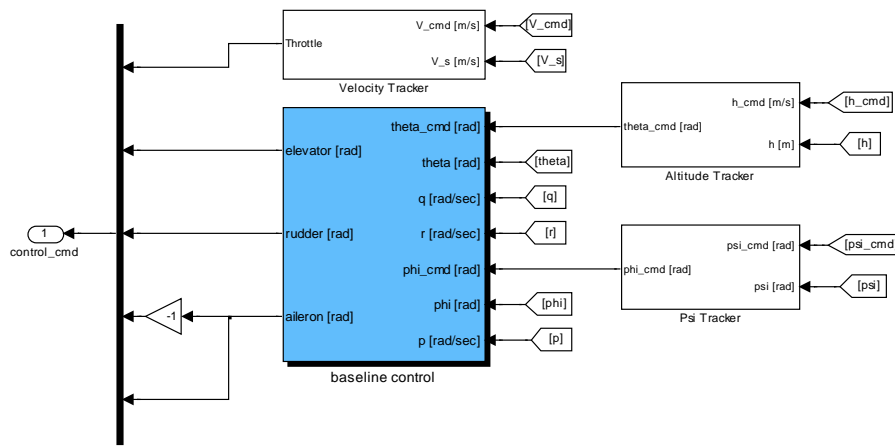 V_cmd [m/s]
[V_cmd]
Throttle
V_s [m/s]
[V_s]
Velocity Tracker
h_cmd [m/s]
[h_cmd]
theta_cmd [rad]
theta_cmd [rad]
h [m]
[h]
elevator [rad]
theta [rad]
[theta]
Altitude Tracker
q [rad/sec]
[q]
1
control_cmd
rudder [rad]
r [rad/sec]
[r]
psi_cmd [rad]
[psi_cmd
phi_cmd [rad]
phi_cmd [rad]
psi [rad]
[psi]
phi [rad]
[phi]
-1
aileron [rad]
Psi Tracker
p [rad/sec]
[p]
baseline control